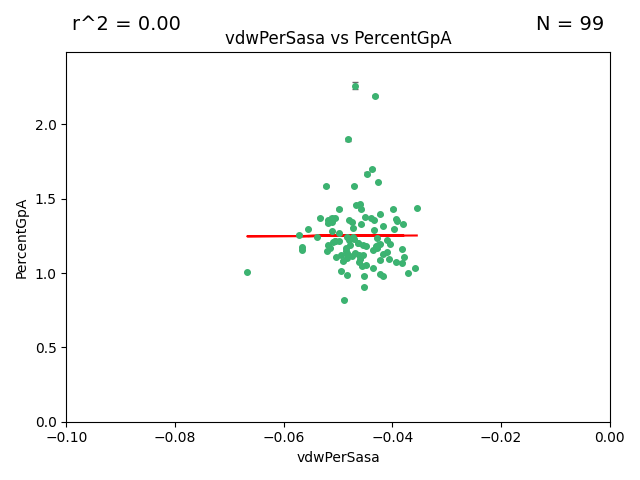 r^2 = 0.00
N = 99
vdwPerSasa vs PercentGpA
PercentGpA
2.0
1.5
1.0
0.5
0.0
−0.10
−0.08
−0.06
−0.04
−0.02
0.00
vdwPerSasa